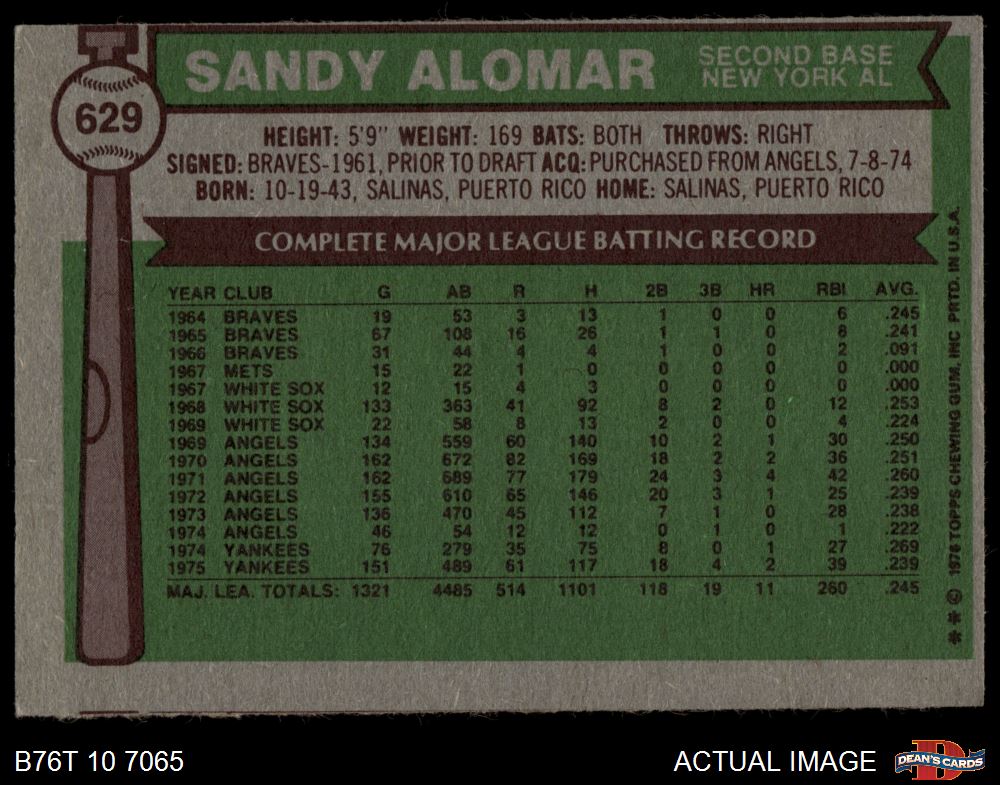 SANDY ALOMAR
SECOND BASE
NEW YORK AL
629
HEIGHT: 5'9" WEIGHT: 169 BATS: BOTH THROWS: RIGHT
SIGNED: BRAVES-1961, PRIOR TO DRAFT ACQ: PURCHASED FROM ANGELS, 7-8-74
BORN: 10-19-43, SALINAS, PUERTO RICO HOME: SALINAS, PUERTO RICO
COMPLETE MAJOR LEAGUE BATTING RECORD
YEAR CLUB G AB R H 2B 3B HR RBI AVG.
1964 BRAVES 19 53 3 13 1 0 0 6 .245
1965 BRAVES 67 108 16 26 1 1 0 8 .241
1966 BRAVES 31 44 4 4 1 0 0 2 .091
1967 METS 15 22 1 0 0 0 0 0 .000
1967 WHITE SOX 12 15 4 3 0 0 0 0 .000
1968 WHITE SOX 133 363 41 92 8 2 0 12 .253
1969 WHITE SOX 22 58 8 13 2 0 0 4 .224
1969 ANGELS 134 559 60 140 10 2 1 30 .250
1970 ANGELS 162 672 82 169 18 2 2 36 .251
1971 ANGELS 162 689 77 179 24 3 4 42 .260
1972 ANGELS 155 610 65 146 20 3 1 25 .239
1973 ANGELS 136 470 45 112 7 1 0 28 .238
1974 ANGELS 46 54 12 12 0 1 0 1 .222
1974 YANKEES 76 279 35 75 8 0 1 27 .269
1975 YANKEES 151 489 61 117 18 4 2 39 .239
MAJ. LEA. TOTALS: 1321 4485 514 1101 118 19 11 260 .245
** © 1976 TOPPS CHEWING GUM, INC PRTD. IN U.S.A.
B76T 10 7065
ACTUAL IMAGE
D
DEAN'S CARDS